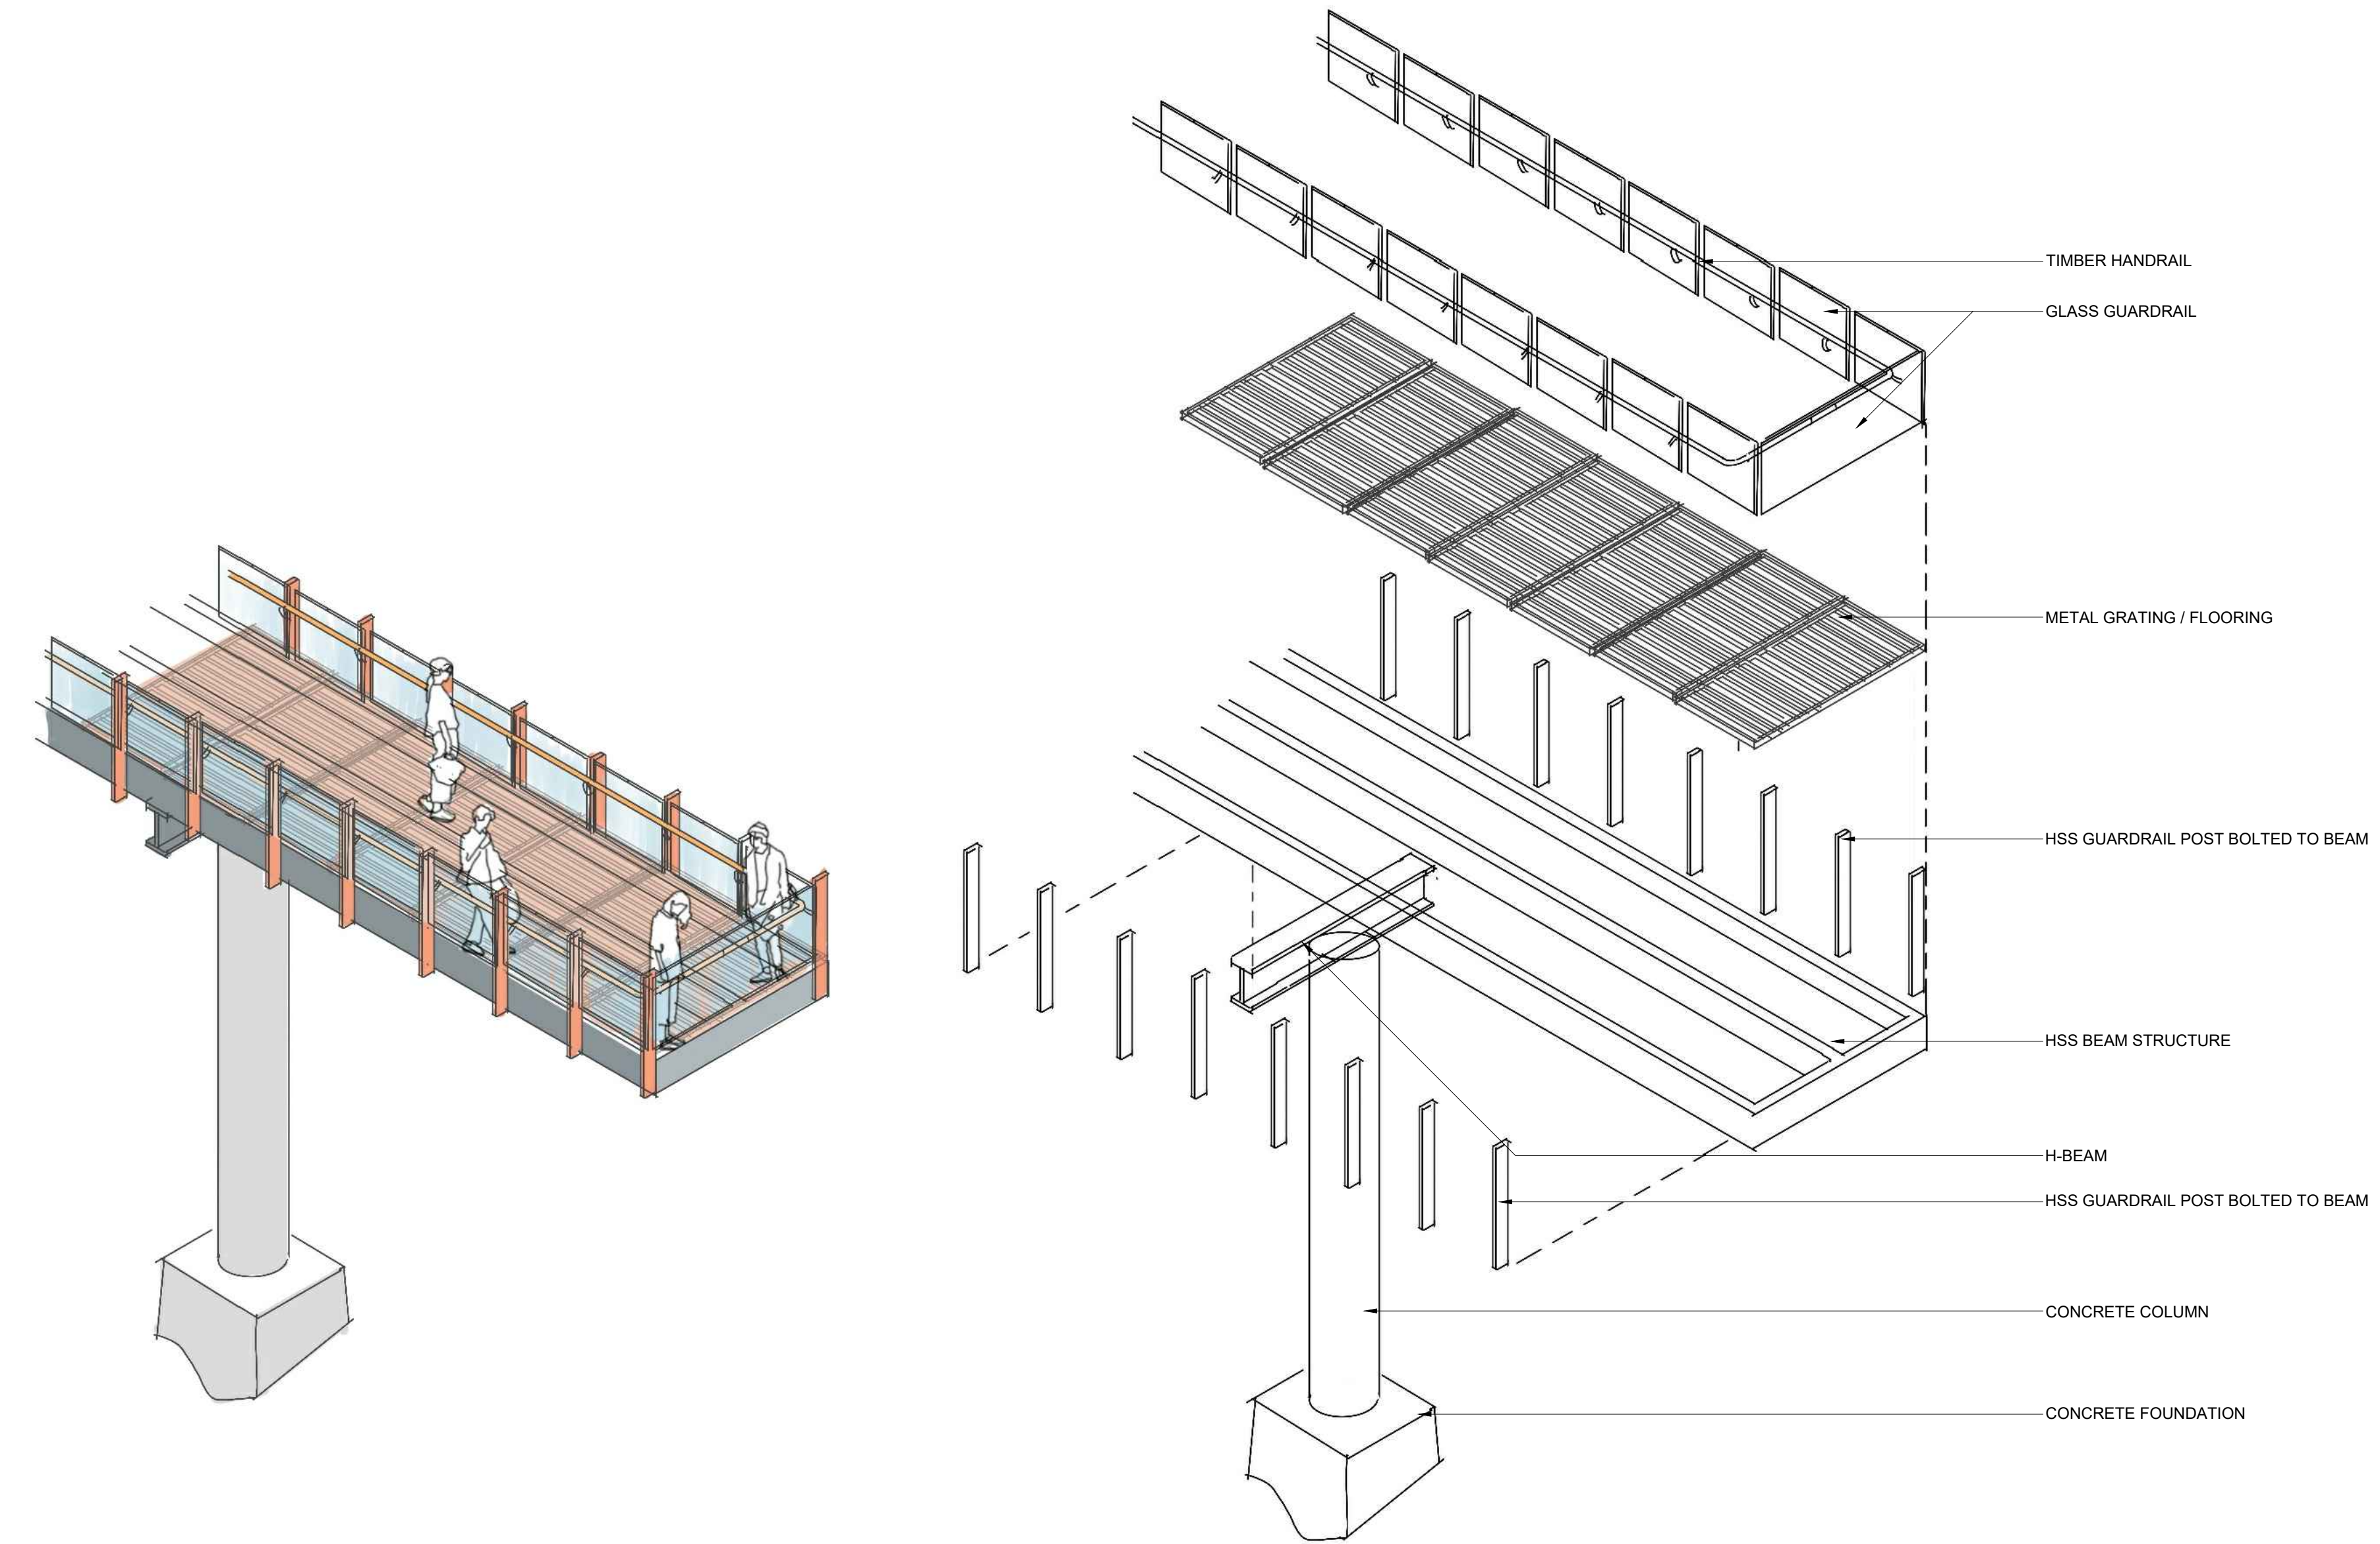 TIMBER HANDRAIL
GLASS GUARDRAIL
METAL GRATING / FLOORING
HSS GUARDRAIL POST BOLTED TO BEAM
HSS BEAM STRUCTURE
H-BEAM
HSS GUARDRAIL POST BOLTED TO BEAM
CONCRETE COLUMN
CONCRETE FOUNDATION